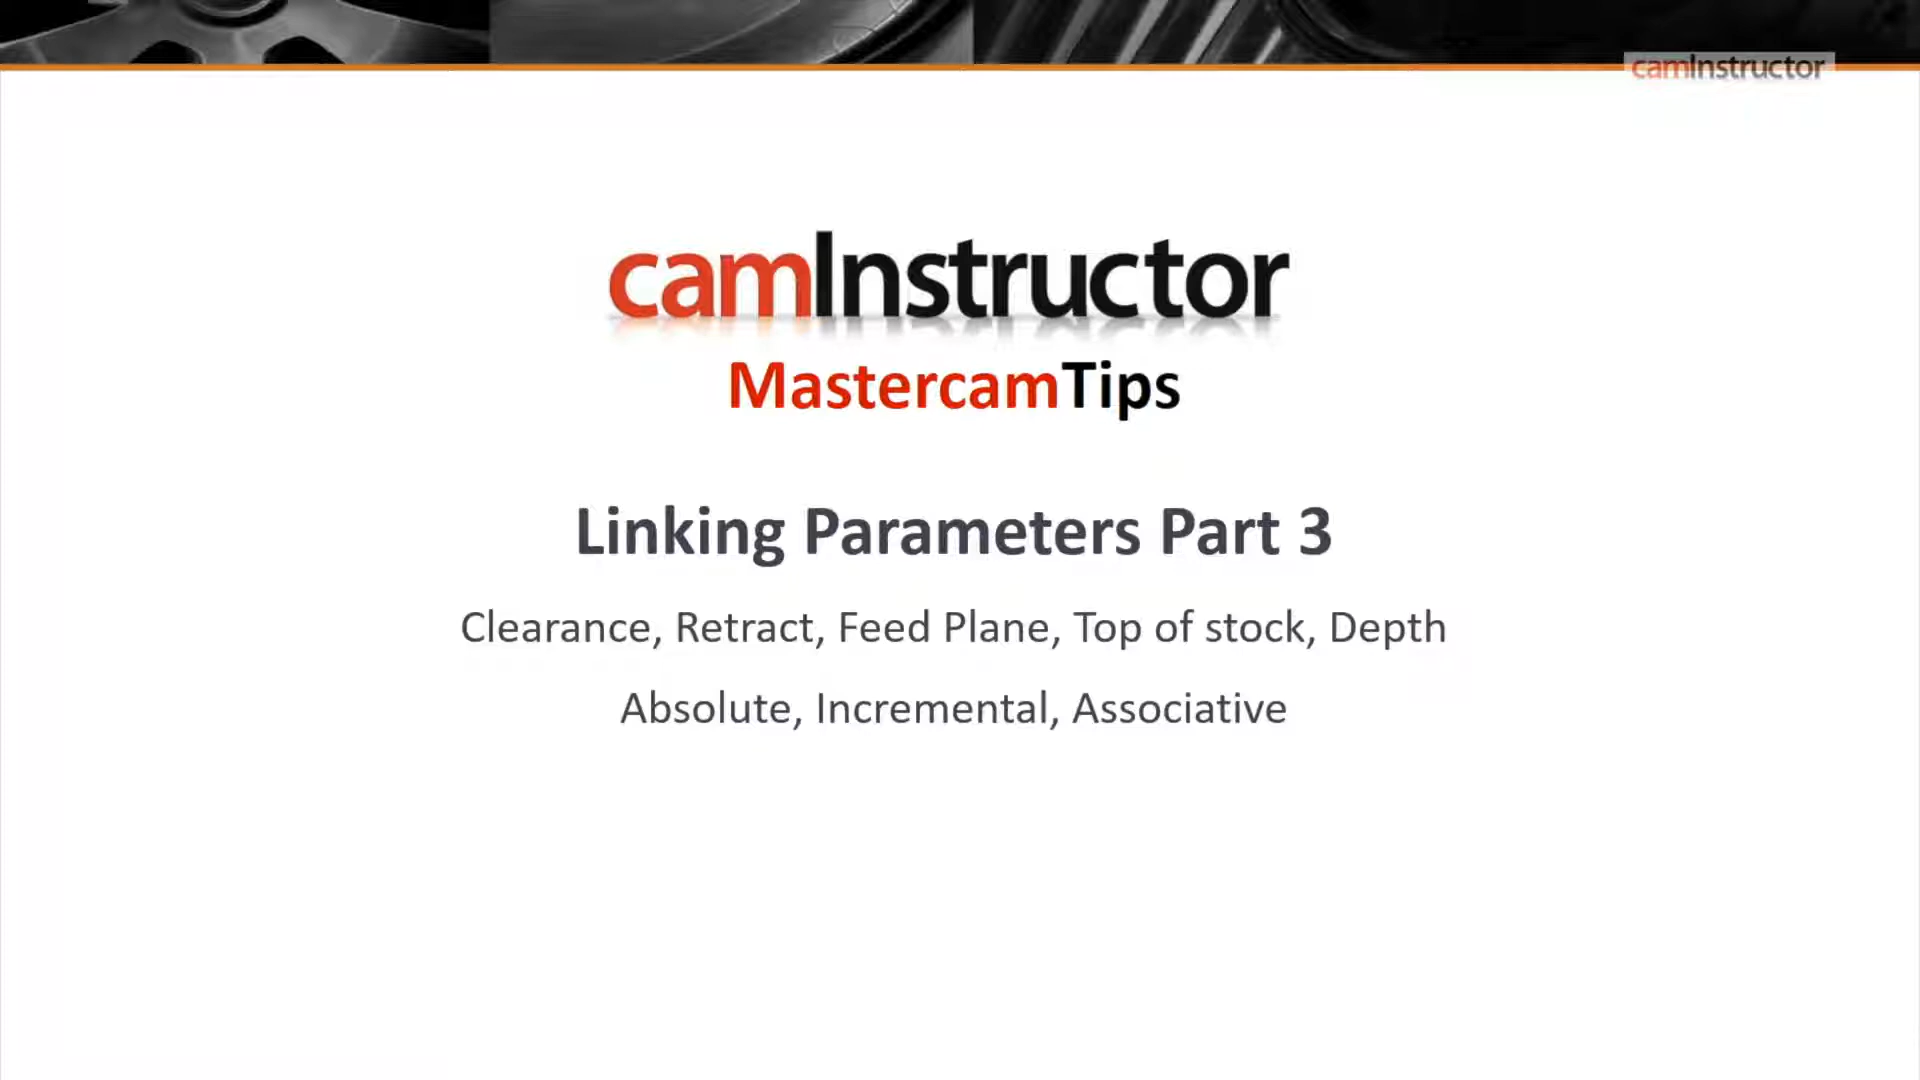 camInstructor
camInstructor
MastercamTips
Linking Parameters Part 3
Clearance, Retract, Feed Plane, Top of stock, Depth
Absolute, Incremental, Associative